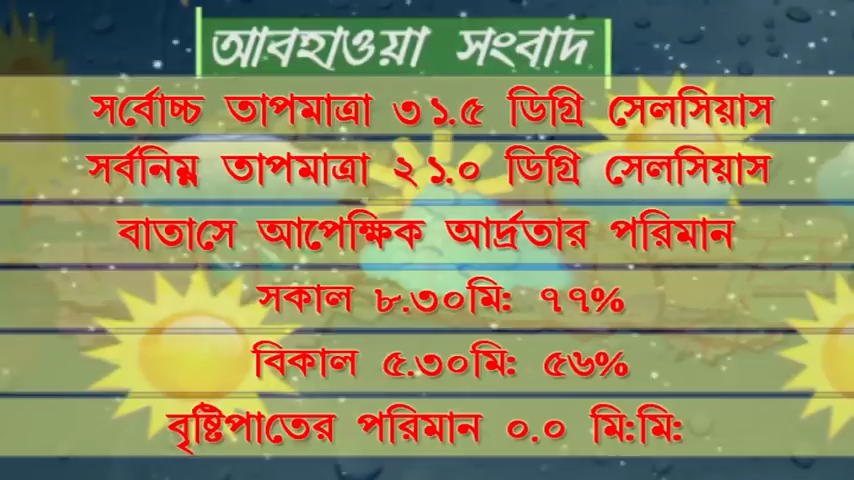 আবহাওয়া সংবাদ
সর্বোচ্চ তাপমাত্রা ৩১.৫ ডিগ্রি সেলসিয়াস
সর্বনিম্ন তাপমাত্রা ২১.০ ডিগ্রি সেলসিয়াস
বাতাসে আপেক্ষিক আর্দ্রতার পরিমান
সকাল ৮.৩০মি: ৭৭%
বিকাল ৫.৩০মি: ৫৬%
বৃষ্টিপাতের পরিমান ০.০ মি:মি: